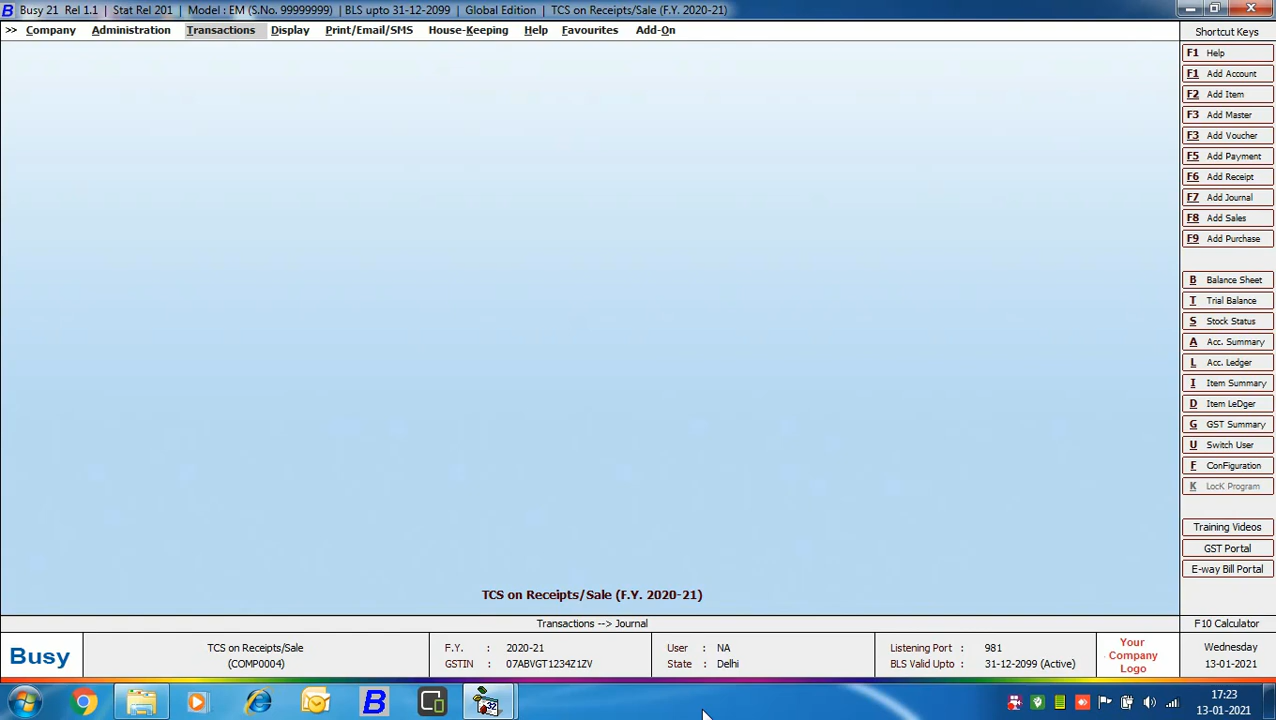 B Busy 21 Rel 1.1 | Stat Rel 201 | Model : EM (S.No. 99999999) | BLS upto 31-12-2099 | Global Edition | TCS on Receipts/Sale (F.Y. 2020-21)
>> Company Administration Transactions Display Print/Email/SMS House-Keeping Help Favourites Add-On
Shortcut Keys
F1 Help
F1 Add Account
F2 Add Item
F3 Add Master
F3 Add Voucher
F5 Add Payment
F6 Add Receipt
F7 Add Journal
F8 Add Sales
F9 Add Purchase
B Balance Sheet
T Trial Balance
S Stock Status
A Acc. Summary
L Acc. Ledger
I Item Summary
D Item LeDger
G GST Summary
U Switch User
F ConFiguration
K LocK Program
Training Videos
GST Portal
E-way Bill Portal
TCS on Receipts/Sale (F.Y. 2020-21)
Transactions --> Journal
F10 Calculator
Busy
TCS on Receipts/Sale
(COMP0004)
F.Y. : 2020-21
GSTIN : 07ABVGT1234Z1ZV
User : NA
State : Delhi
Listening Port : 981
BLS Valid Upto : 31-12-2099 (Active)
Your
Company
Logo
Wednesday
13-01-2021
B
32
17:23
13-01-2021